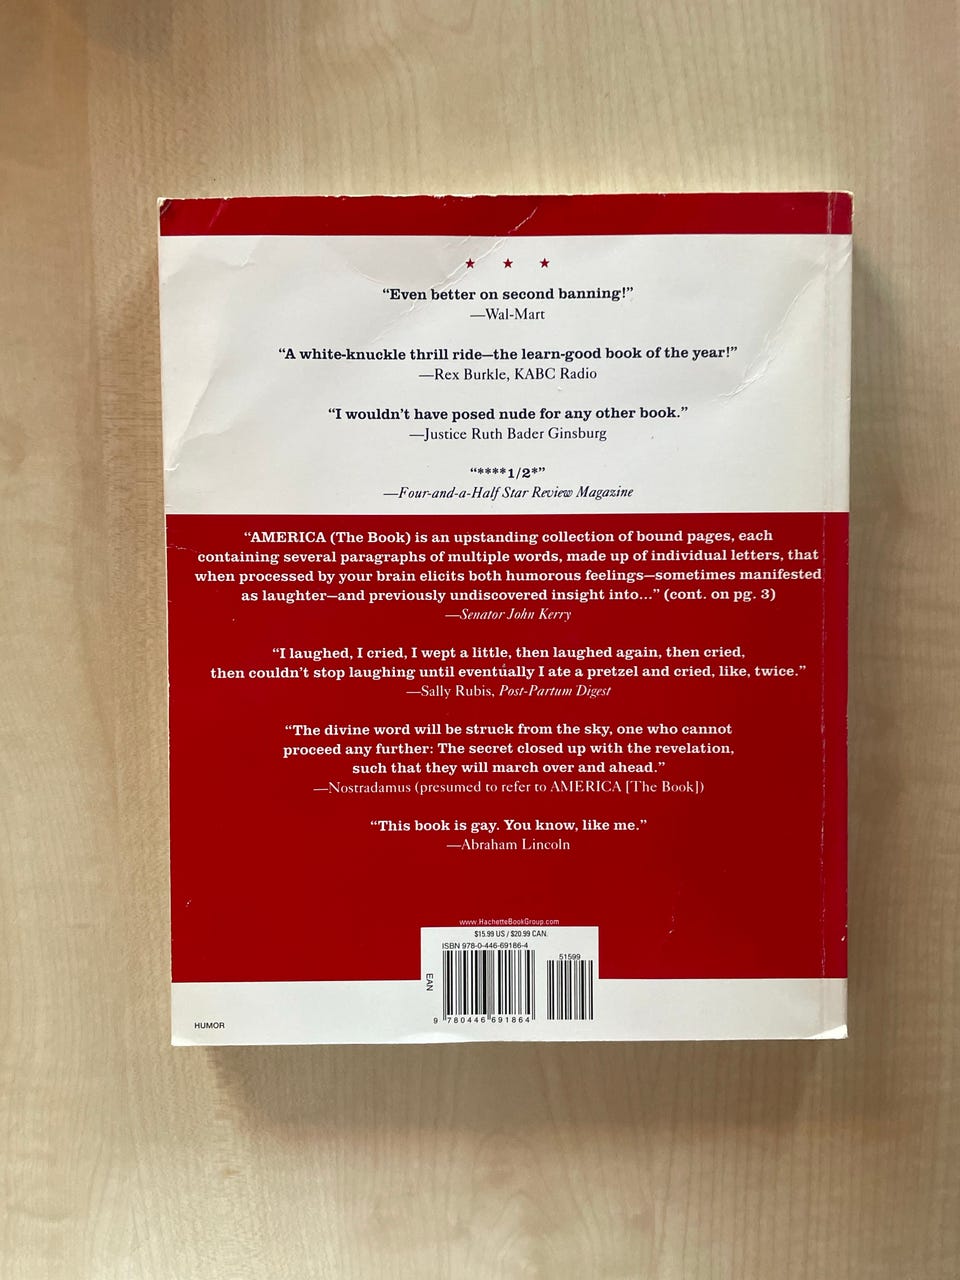 ★ ★ ★
“Even better on second banning!”
—Wal-Mart
“A white-knuckle thrill ride—the learn-good book of the year!”
—Rex Burkle, KABC Radio
“I wouldn’t have posed nude for any other book.”
—Justice Ruth Bader Ginsburg
“****1/2*”
—Four-and-a-Half Star Review Magazine
“AMERICA (The Book) is an upstanding collection of bound pages, each
containing several paragraphs of multiple words, made up of individual letters, that
when processed by your brain elicits both humorous feelings—sometimes manifested
as laughter—and previously undiscovered insight into...” (cont. on pg. 3)
—Senator John Kerry
“I laughed, I cried, I wept a little, then laughed again, then cried,
then couldn’t stop laughing until eventually I ate a pretzel and cried, like, twice.”
—Sally Rubis, Post-Partum Digest
“The divine word will be struck from the sky, one who cannot
proceed any further: The secret closed up with the revelation,
such that they will march over and ahead.”
—Nostradamus (presumed to refer to AMERICA [The Book])
“This book is gay. You know, like me.”
—Abraham Lincoln
www.HachetteBookGroup.com
$15.99 US / $20.99 CAN.
ISBN 978-0-446-69186-4
51599
EAN
9 780446 691864
HUMOR